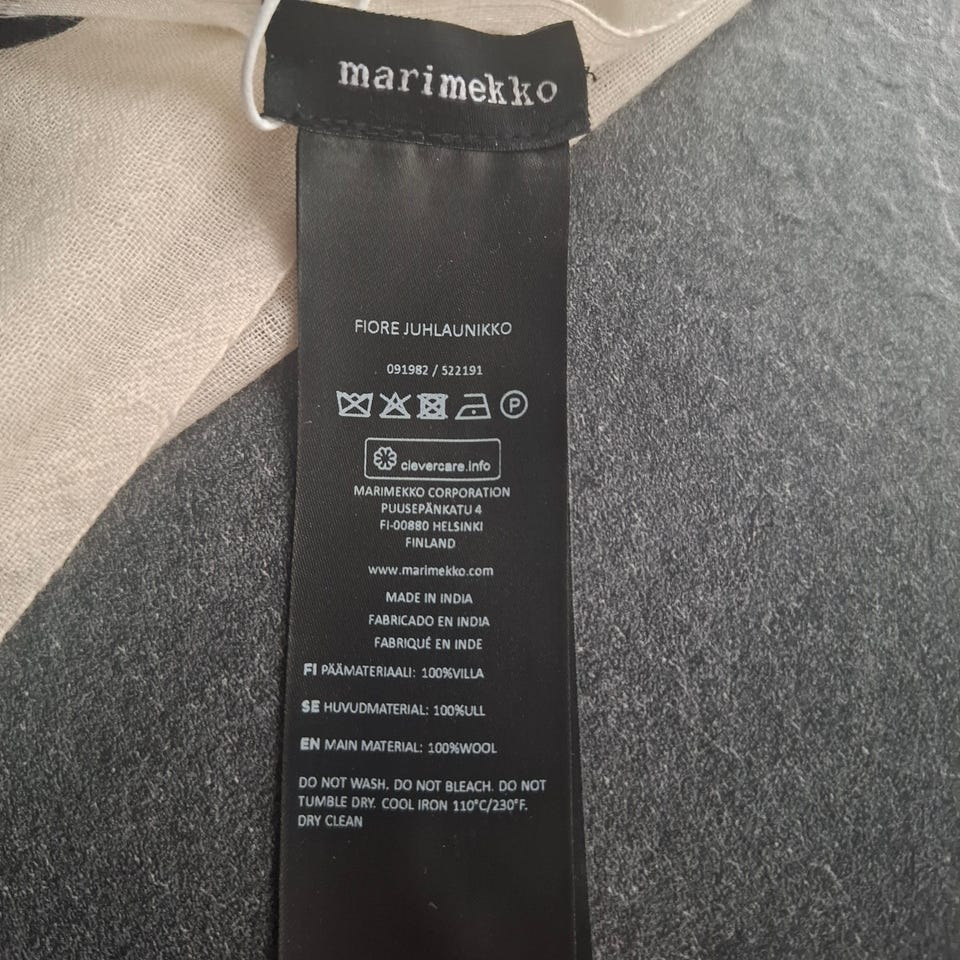 marimekko
FIORE JUHLAUNIKKO
091982 / 522191
P
clevercare.info
MARIMEKKO CORPORATION
PUUSEPÄNKATU 4
FI-00880 HELSINKI
FINLAND
www.marimekko.com
MADE IN INDIA
FABRICADO EN INDIA
FABRIQUÉ EN INDE
FI PÄÄMATERIAALI: 100%VILLA
SE HUVUDMATERIAL: 100%ULL
EN MAIN MATERIAL: 100%WOOL
DO NOT WASH. DO NOT BLEACH. DO NOT
TUMBLE DRY. COOL IRON 110°C/230°F.
DRY CLEAN